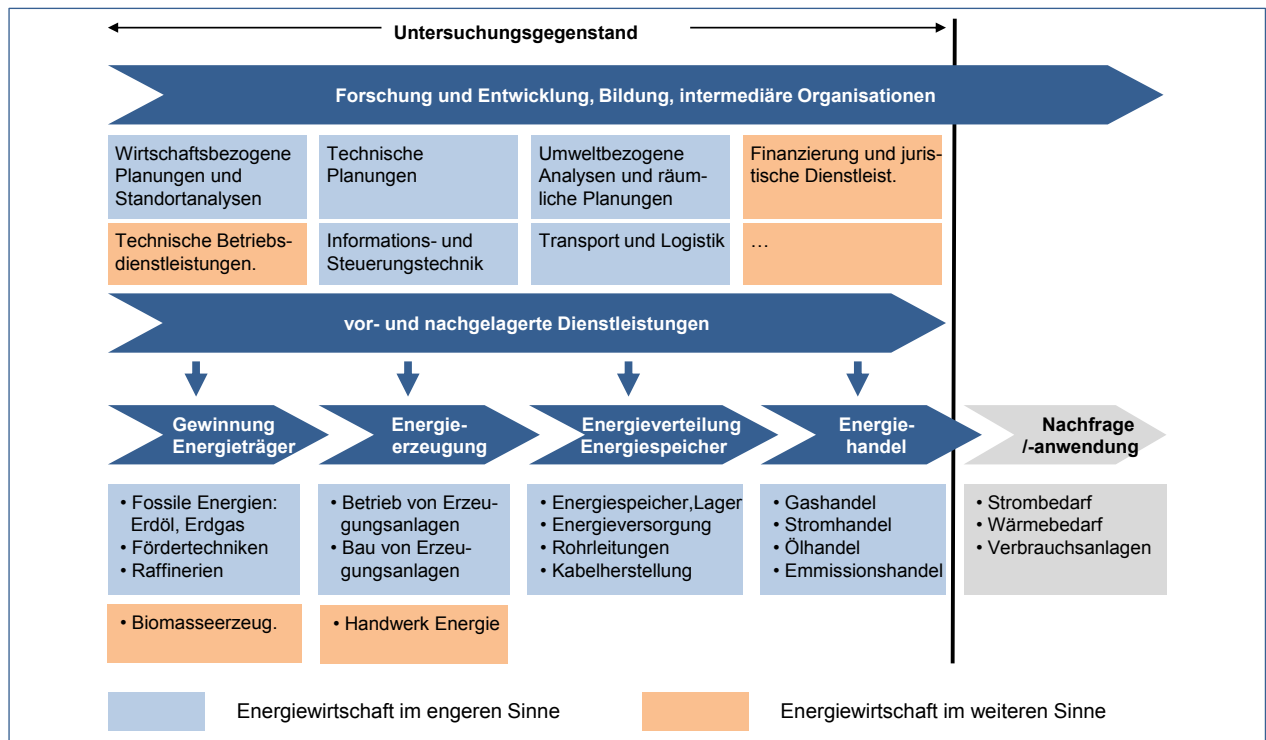 Untersuchungsgegenstand
Forschung und Entwicklung, Bildung, intermediäre Organisationen
Wirtschaftsbezogene
Planungen und
Standortanalysen
Technische
Planungen
Umweltbezogene
Analysen und räum-
liche Planungen
Finanzierung und juris-
tische Dienstleist.
Technische Betriebs-
dienstleistungen.
Informations- und
Steuerungstechnik
Transport und Logistik
…
vor- und nachgelagerte Dienstleistungen
Gewinnung
Energieträger
Energie-
erzeugung
Energieverteilung
Energiespeicher
Energie-
handel
Nachfrage
/-anwendung
• Fossile Energien:
Erdöl, Erdgas
• Fördertechniken
• Raffinerien
• Betrieb von Erzeu-
gungsanlagen
• Bau von Erzeu-
gungsanlagen
• Energiespeicher,Lager
• Energieversorgung
• Rohrleitungen
• Kabelherstellung
• Gashandel
• Stromhandel
• Ölhandel
• Emmissionshandel
• Strombedarf
• Wärmebedarf
• Verbrauchsanlagen
• Biomasseerzeug.
• Handwerk Energie
Energiewirtschaft im engeren Sinne
Energiewirtschaft im weiteren Sinne